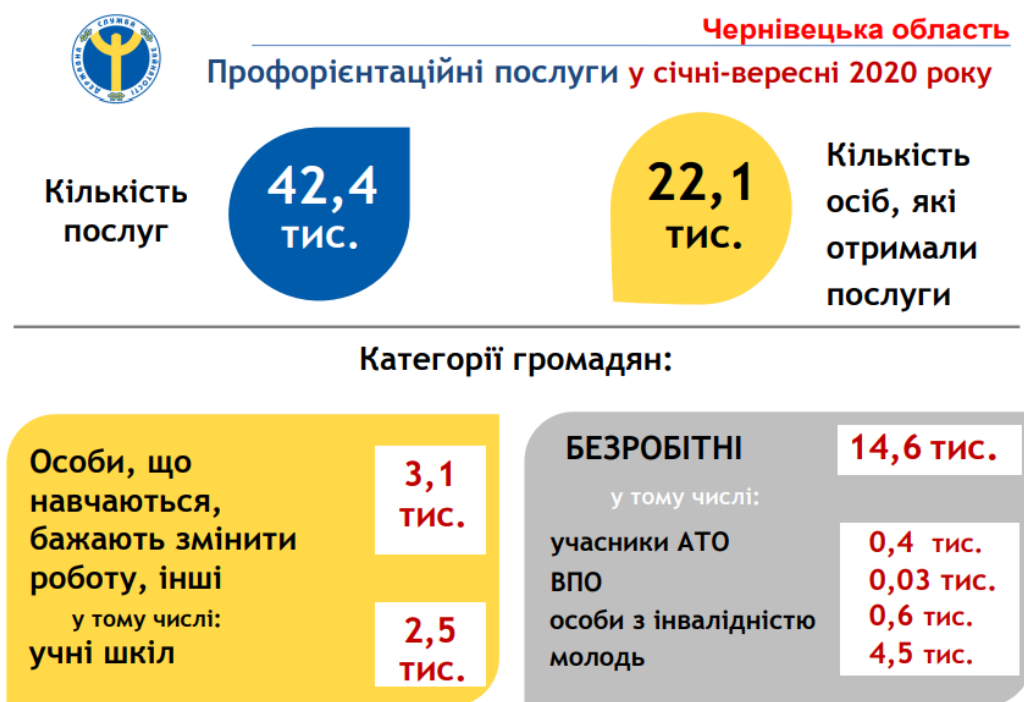 ДЕРЖАВНА СЛУЖБА ЗАЙНЯТОСТІ
Чернівецька область
Профорієнтаційні послуги у січні-вересні 2020 року
Кількість
послуг
42,4
тис.
22,1
тис.
Кількість
осіб, які
отримали
послуги
Категорії громадян:
Особи, що
навчаються,
бажають змінити
роботу, інші
3,1
тис.
у тому числі:
учні шкіл
2,5
тис.
БЕЗРОБІТНІ 14,6 тис.
у тому числі:
учасники АТО 0,4 тис.
ВПО 0,03 тис.
особи з інвалідністю 0,6 тис.
молодь 4,5 тис.